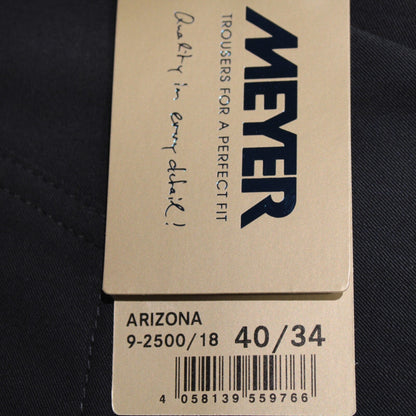 MEYER
TROUSERS FOR A PERFECT FIT
Quality in every detail!
ARIZONA
9-2500/18 40/34
4 058139 559766